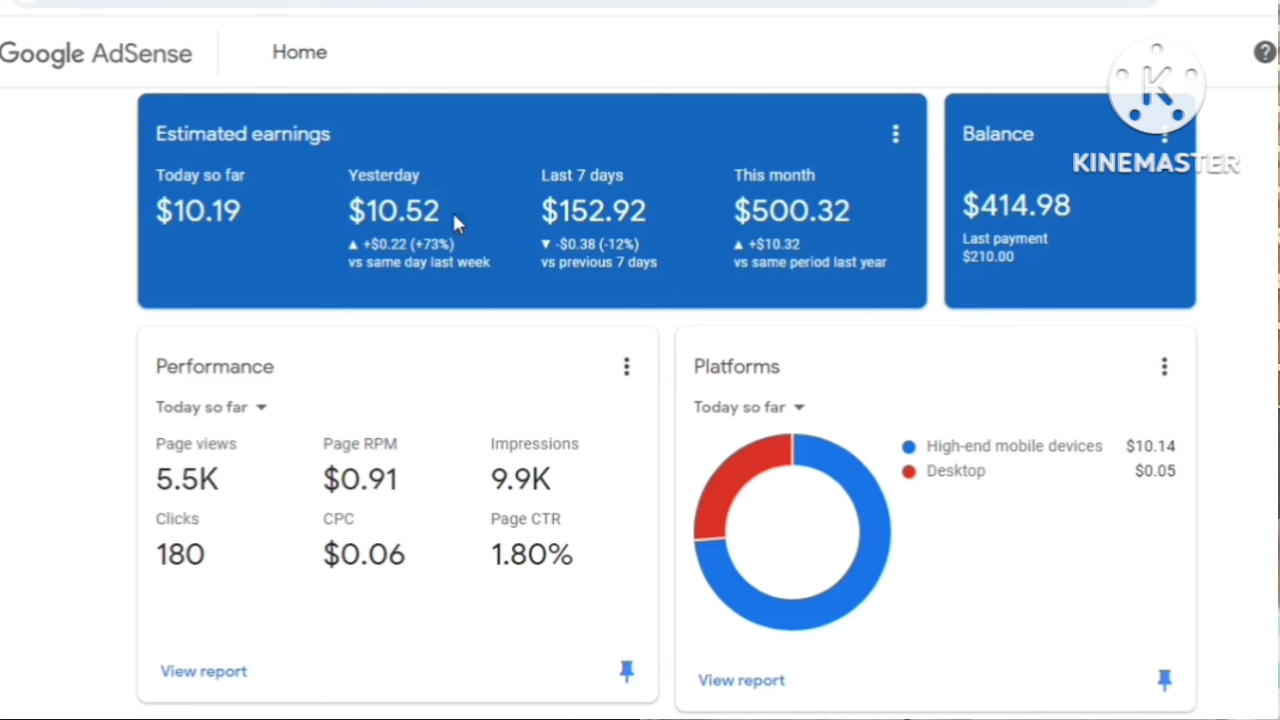 Google AdSense
Home
?
K
KINEMASTER
Estimated earnings
Today so far
$10.19
Yesterday
$10.52
▲ +$0.22 (+73%)
vs same day last week
Last 7 days
$152.92
▼ -$0.38 (-12%)
vs previous 7 days
This month
$500.32
▲ +$10.32
vs same period last year
Balance
$414.98
Last payment
$210.00
Performance
Today so far
Page views
5.5K
Page RPM
$0.91
Impressions
9.9K
Clicks
180
CPC
$0.06
Page CTR
1.80%
View report
Platforms
Today so far
High-end mobile devices $10.14
Desktop $0.05
View report